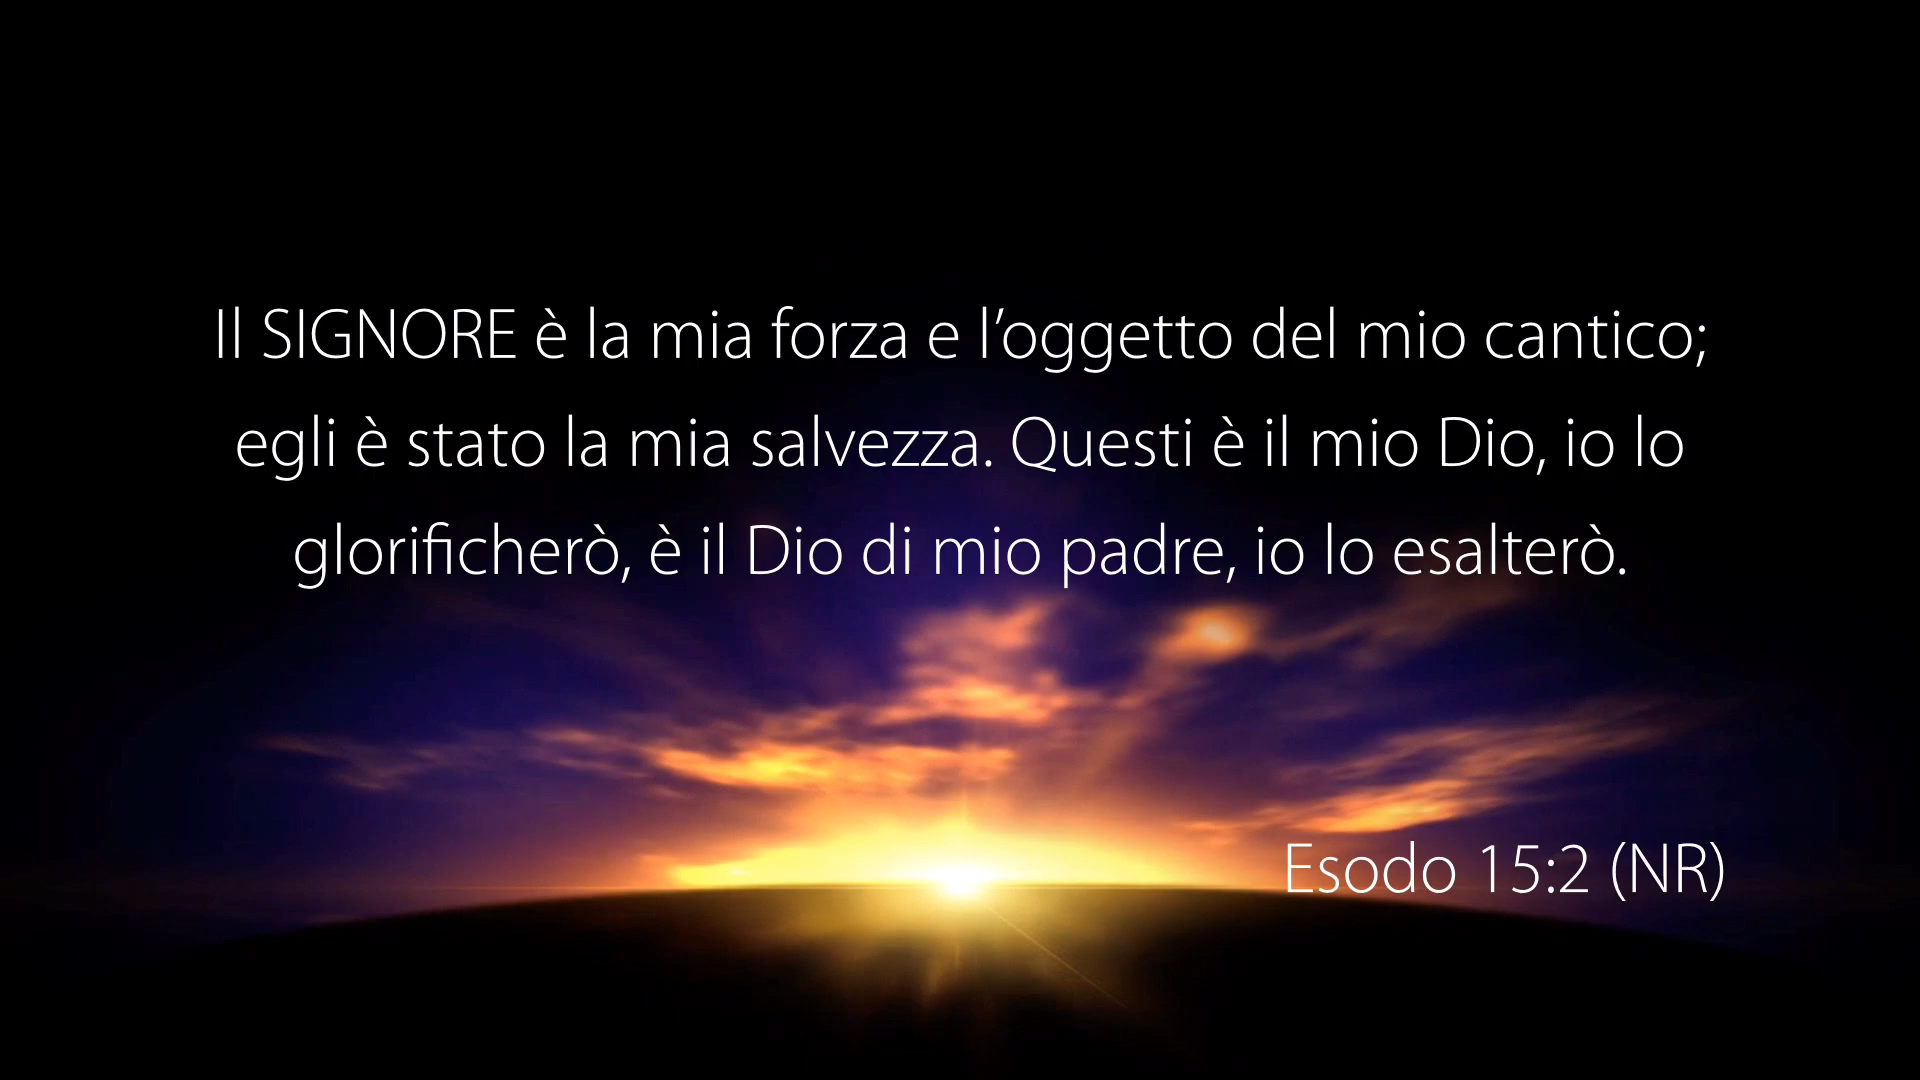 Il SIGNORE è la mia forza e l’oggetto del mio cantico;
egli è stato la mia salvezza. Questi è il mio Dio, io lo
glorificherò, è il Dio di mio padre, io lo esalterò.
Esodo 15:2 (NR)